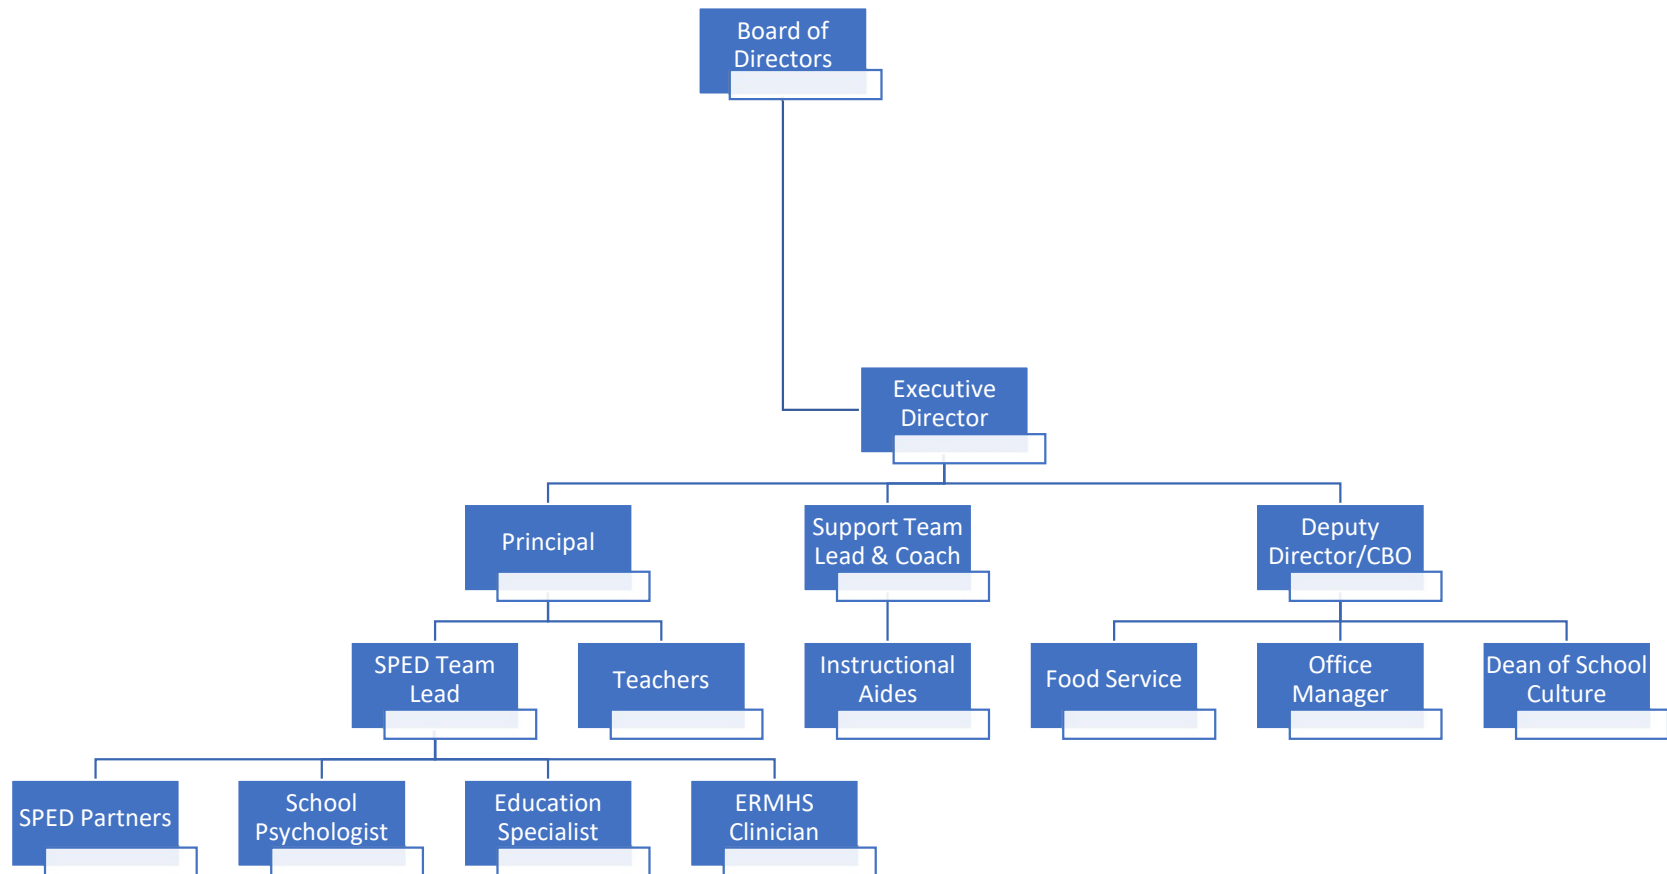 Board of
Directors
Executive
Director
Principal
Support Team
Lead & Coach
Deputy
Director/CBO
SPED Team
Lead
Teachers
Instructional
Aides
Food Service
Office
Manager
Dean of School
Culture
SPED Partners
School
Psychologist
Education
Specialist
ERMHS
Clinician